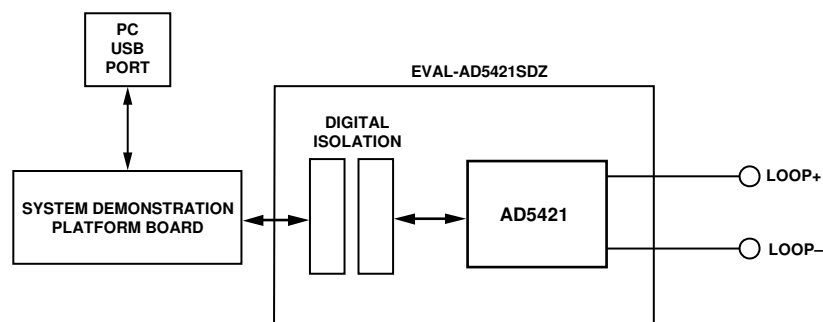 PC
USB
PORT
EVAL-AD5421SDZ
DIGITAL
ISOLATION
SYSTEM DEMONSTRATION
PLATFORM BOARD
AD5421
LOOP+
LOOP–